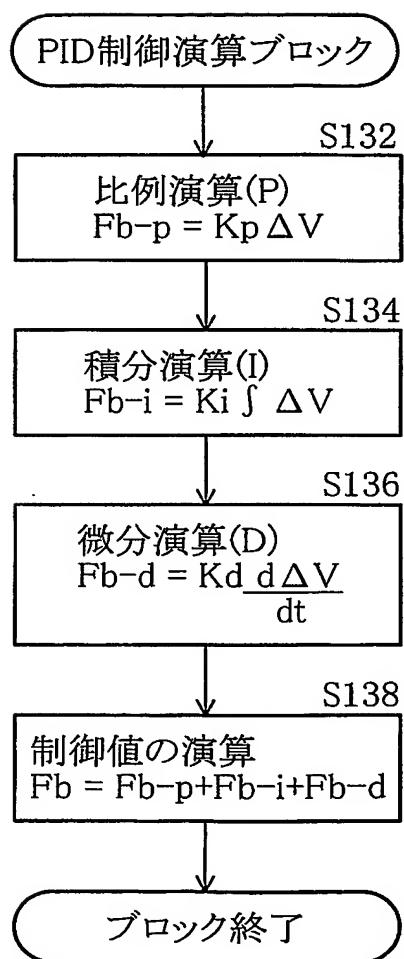 PID制御演算ブロック
S132
比例演算(P)
Fb-p = Kp ΔV
S134
積分演算(I)
Fb-i = Ki ∫ ΔV
S136
微分演算(D)
Fb-d = Kd d ΔV
dt
S138
制御値の演算
Fb = Fb-p+Fb-i+Fb-d
ブロック終了